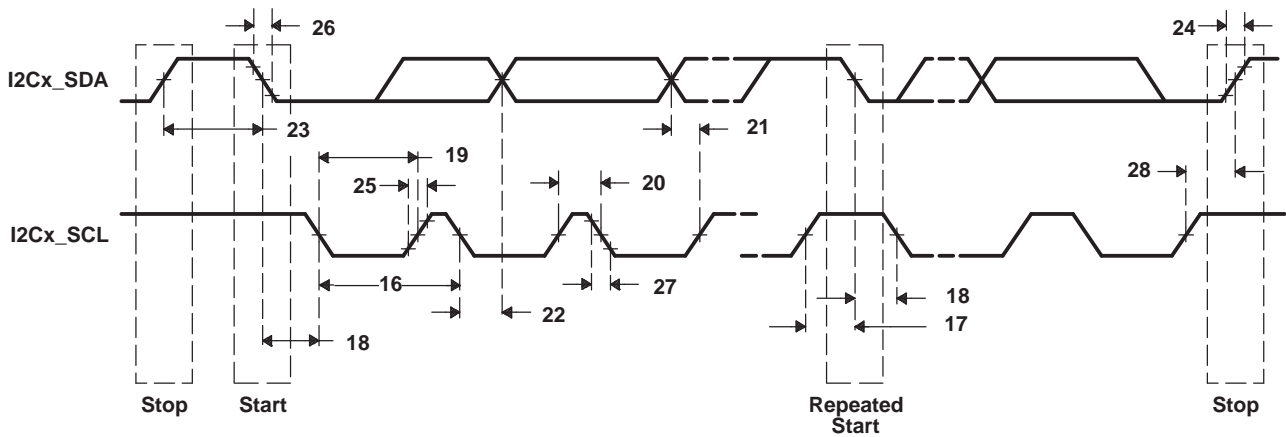 26
24
I2Cx_SDA
23
21
19
28
25
20
I2Cx_SCL
16
27
18
22
17
18
Stop
Start
Repeated
Start
Stop